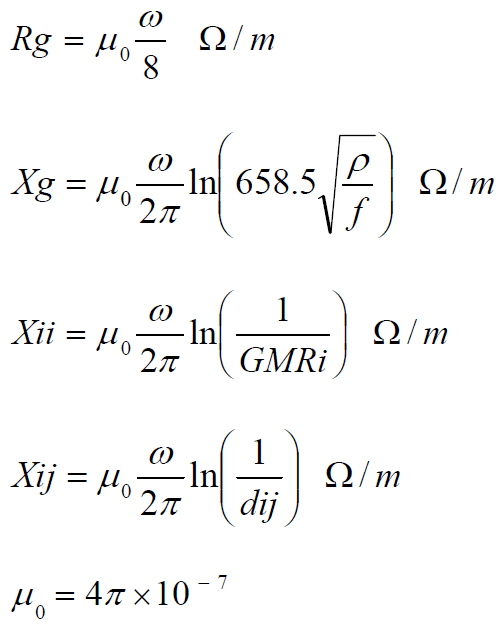 Rg = μ₀ ω/8 Ω / m
Xg = μ₀ ω/2π ln(658.5√(ρ/f)) Ω / m
Xii = μ₀ ω/2π ln(1/GMRi) Ω / m
Xij = μ₀ ω/2π ln(1/dij) Ω / m
μ₀ = 4π × 10⁻⁷